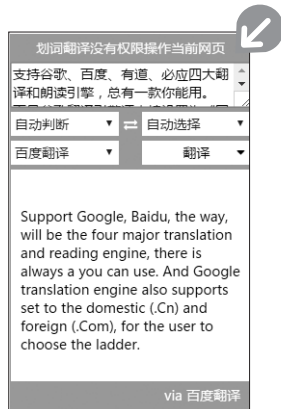 划词翻译没有权限操作当前网页
支持谷歌、百度、有道、必应四大翻
译和朗读引擎，总有一款你能用。
自动判断 自动选择
百度翻译 翻译
Support Google, Baidu, the way,
will be the four major translation
and reading engine, there is
always a you can use. And Google
translation engine also supports
set to the domestic (.Cn) and
foreign (.Com), for the user to
choose the ladder.
via 百度翻译